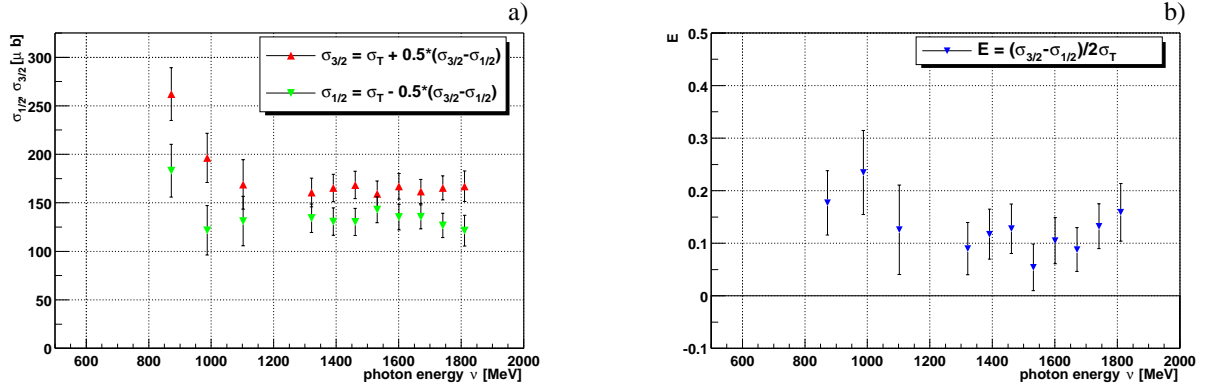 a)
σ1/2, σ3/2 [μ b]
300
250
200
150
100
50
0
σ3/2 = σT + 0.5*(σ3/2-σ1/2)
σ1/2 = σT - 0.5*(σ3/2-σ1/2)
600 800 1000 1200 1400 1600 1800 2000
photon energy ν [MeV]
b)
E
0.5
0.4
0.3
0.2
0.1
0
-0.1
E = (σ3/2-σ1/2)/2σT
600 800 1000 1200 1400 1600 1800 2000
photon energy ν [MeV]